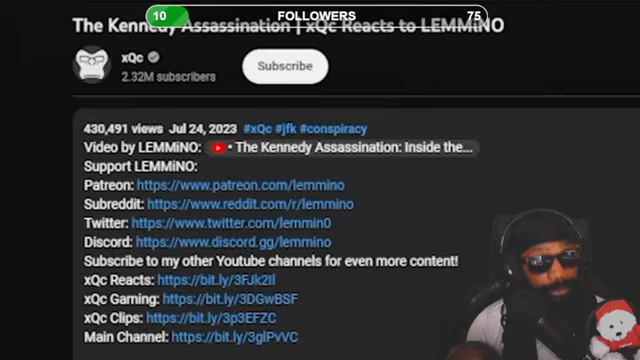 10 FOLLOWERS 75
The Kennedy Assassination | xQc Reacts to LEMMiNO
xQc
2.32M subscribers
Subscribe
430,491 views Jul 24, 2023 #xQc #jfk #conspiracy
Video by LEMMiNO: • The Kennedy Assassination: Inside the...
Support LEMMiNO:
Patreon: https://www.patreon.com/lemmino
Subreddit: https://www.reddit.com/r/lemmino
Twitter: https://www.twitter.com/lemmin0
Discord: https://www.discord.gg/lemmino
Subscribe to my other Youtube channels for even more content!
xQc Reacts: https://bit.ly/3FJk2Il
xQc Gaming: https://bit.ly/3DGwBSF
xQc Clips: https://bit.ly/3p3EFZC
Main Channel: https://bit.ly/3glPvVC